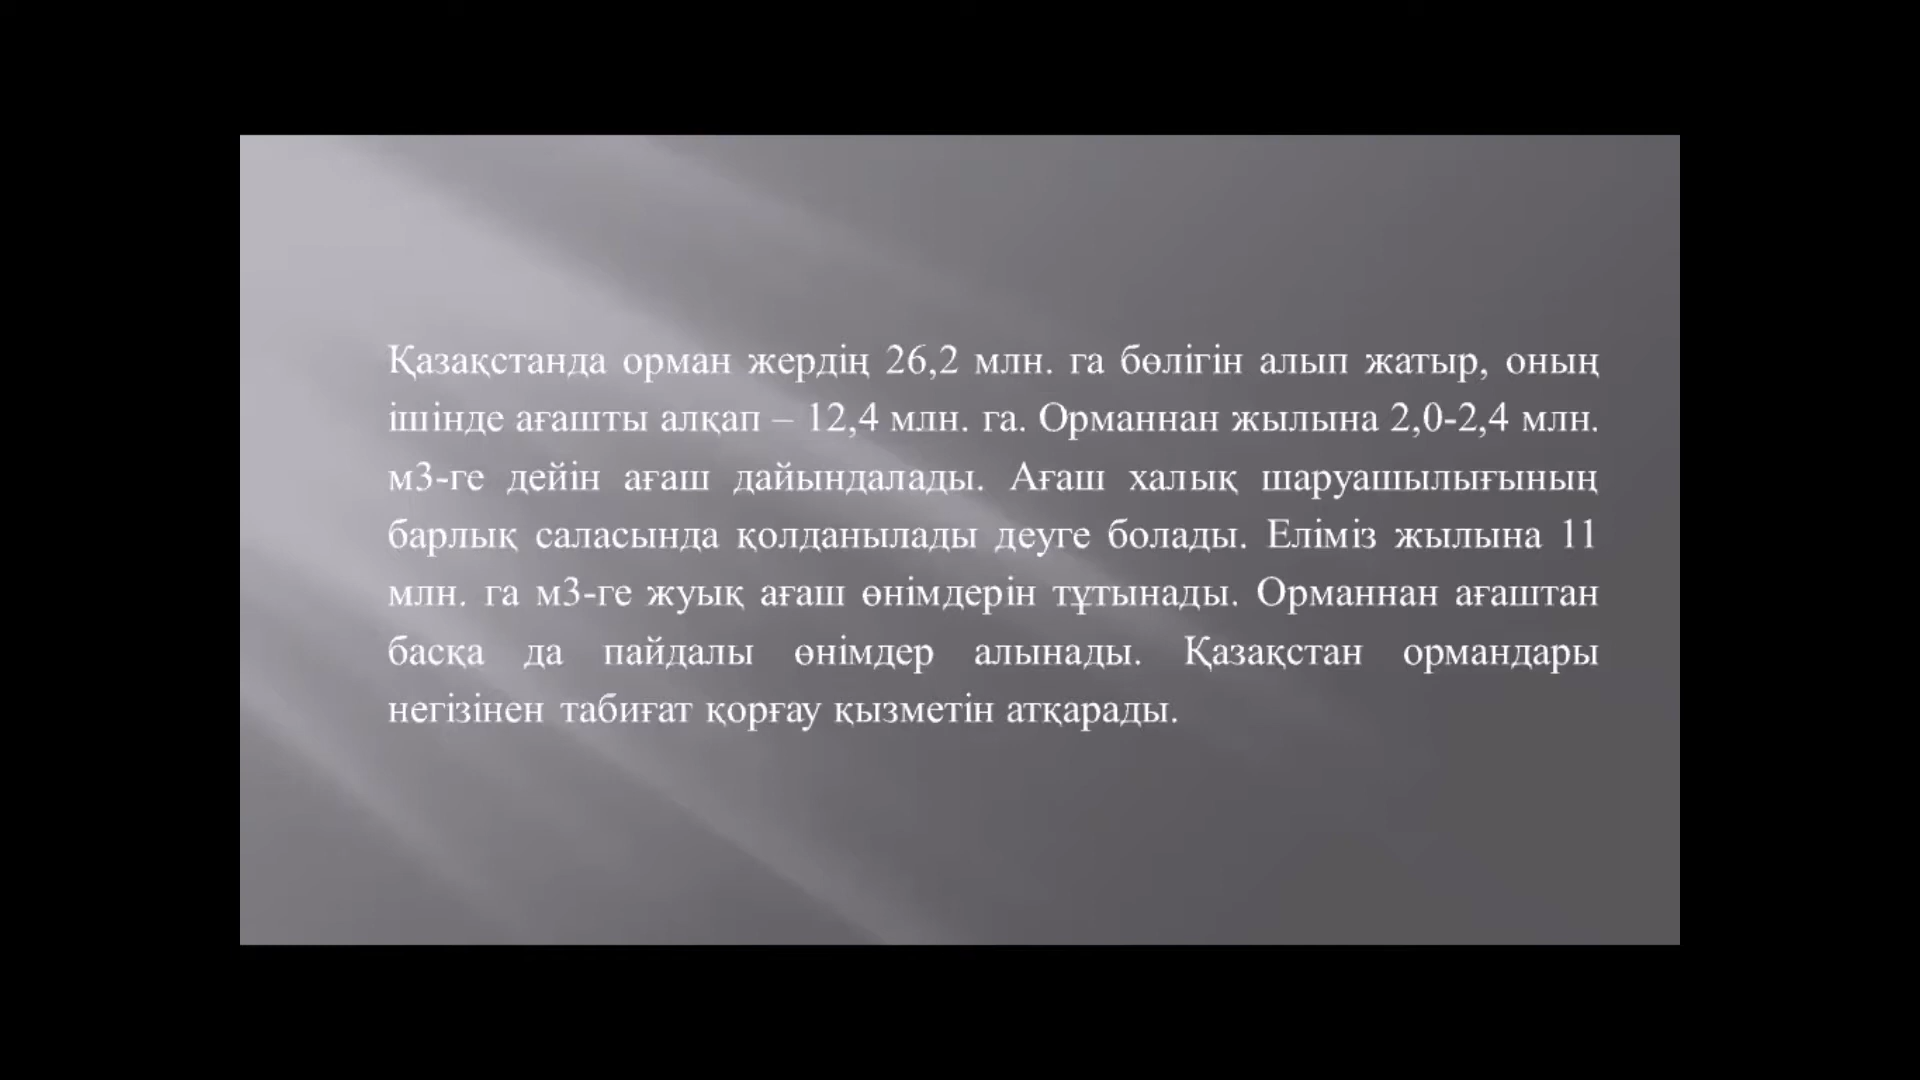 Қазақстанда орман жердің 26,2 млн. га бөлігін алып жатыр, оның
ішінде ағашты алқап – 12,4 млн. га. Орманнан жылына 2,0-2,4 млн.
м3-ге дейін ағаш дайындалады. Ағаш халық шаруашылығының
барлық саласында қолданылады деуге болады. Еліміз жылына 11
млн. га м3-ге жуық ағаш өнімдерін тұтынады. Орманнан ағаштан
басқа да пайдалы өнімдер алынады. Қазақстан ормандары
негізінен табиғат қорғау қызметін атқарады.